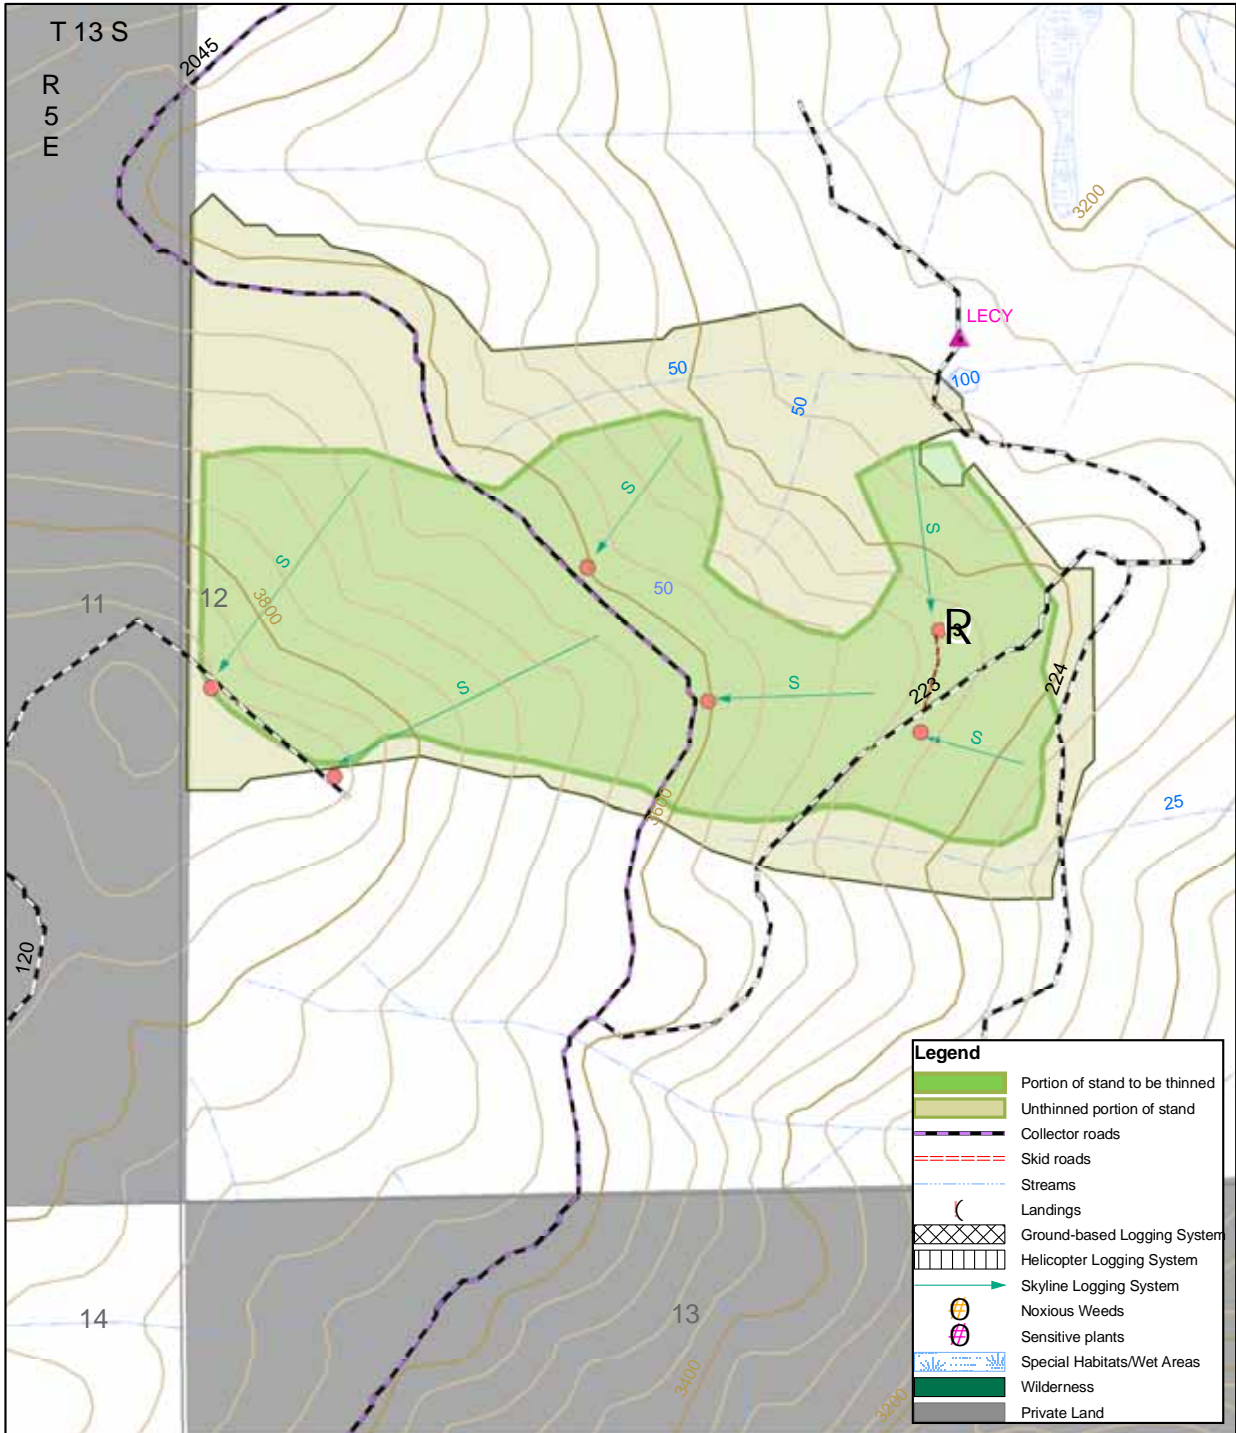 T 13 S
R
5
E
2045
3200
LECY
50
100
50
S
S
S
50
11
12
3800
R
3
S
S
223
224
S
3600
25
120
Legend
Portion of stand to be thinned
Unthinned portion of stand
Collector roads
Skid roads
Streams
Landings
Ground-based Logging System
Helicopter Logging System
Skyline Logging System
Noxious Weeds
Sensitive plants
Special Habitats/Wet Areas
Wilderness
Private Land
14
13
3400
3200